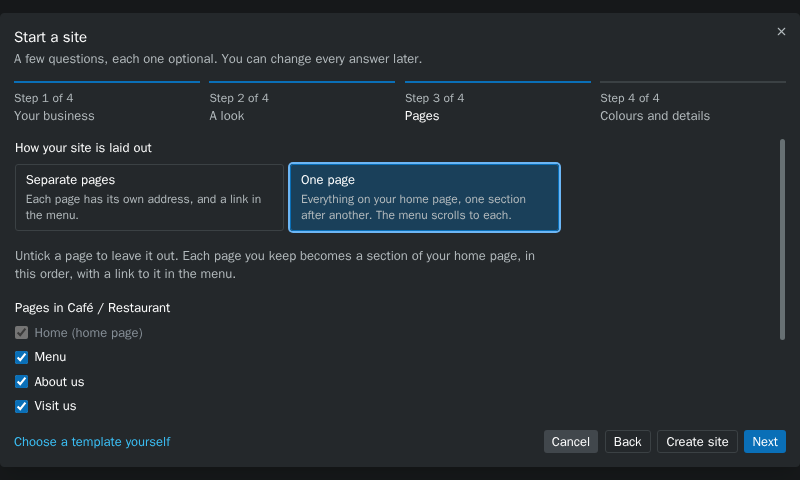 Start a site
A few questions, each one optional. You can change every answer later.
Step 1 of 4
Your business
Step 2 of 4
A look
Step 3 of 4
Pages
Step 4 of 4
Colours and details
How your site is laid out
Separate pages
Each page has its own address, and a link in
the menu.
One page
Everything on your home page, one section
after another. The menu scrolls to each.
Untick a page to leave it out. Each page you keep becomes a section of your home page, in
this order, with a link to it in the menu.
Pages in Café / Restaurant
Home (home page)
Menu
About us
Visit us
Choose a template yourself
Cancel
Back
Create site
Next